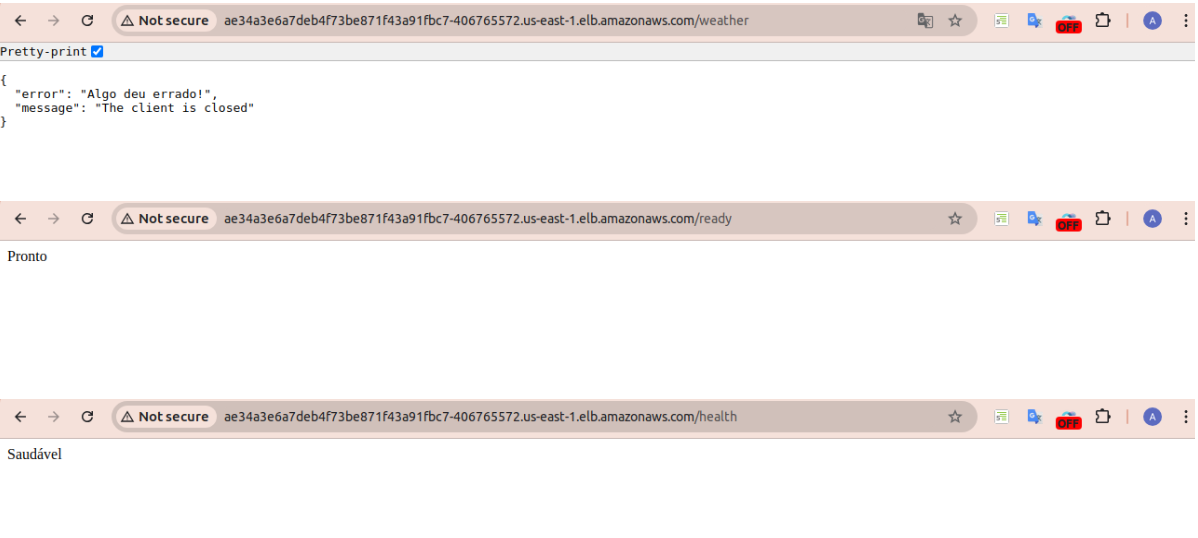 Not secure ae34a3e6a7deb4f73be871f43a91fbc7-406765572.us-east-1.elb.amazonaws.com/weather OFF A
Pretty-print
{
"error": "Algo deu errado!",
"message": "The client is closed"
}
Not secure ae34a3e6a7deb4f73be871f43a91fbc7-406765572.us-east-1.elb.amazonaws.com/ready OFF A
Pronto
Not secure ae34a3e6a7deb4f73be871f43a91fbc7-406765572.us-east-1.elb.amazonaws.com/health OFF A
Saudável